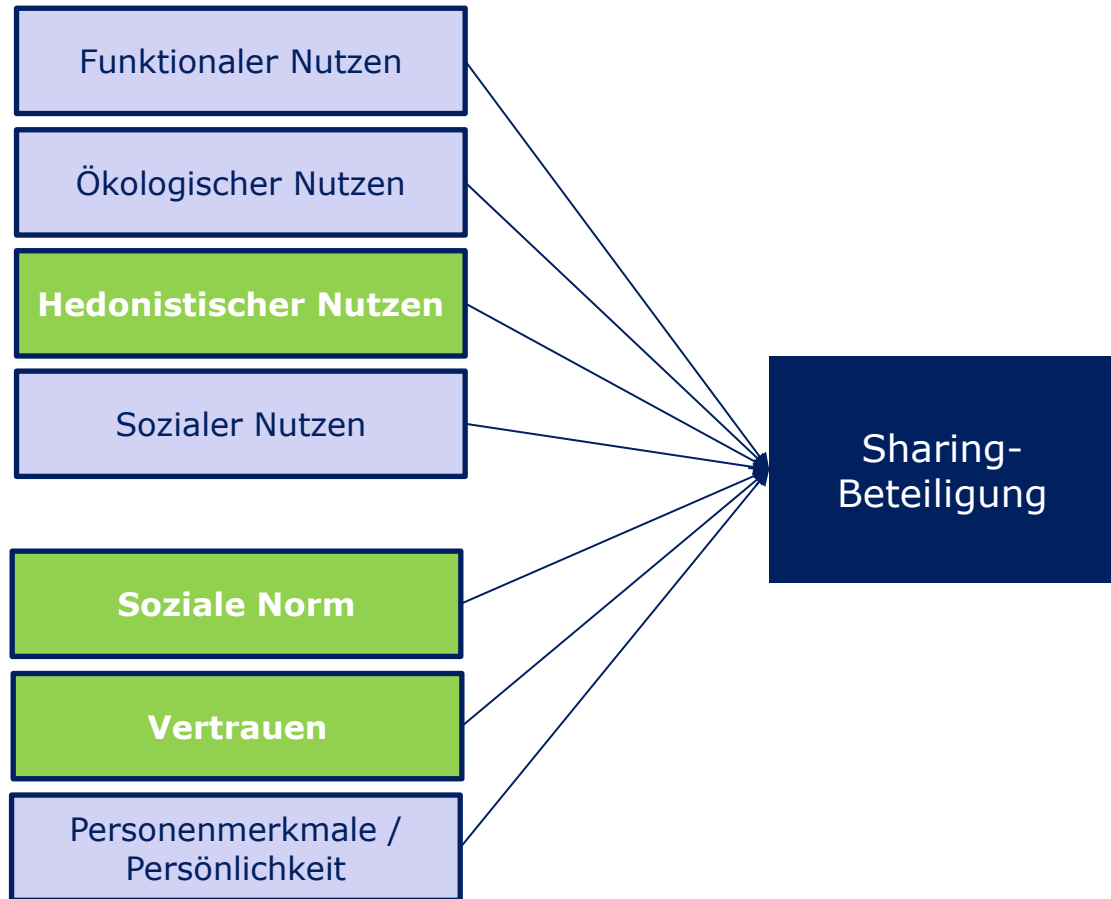 Funktionaler Nutzen
Ökologischer Nutzen
Hedonistischer Nutzen
Sozialer Nutzen
Sharing-
Beteiligung
Soziale Norm
Vertrauen
Personenmerkmale /
Persönlichkeit